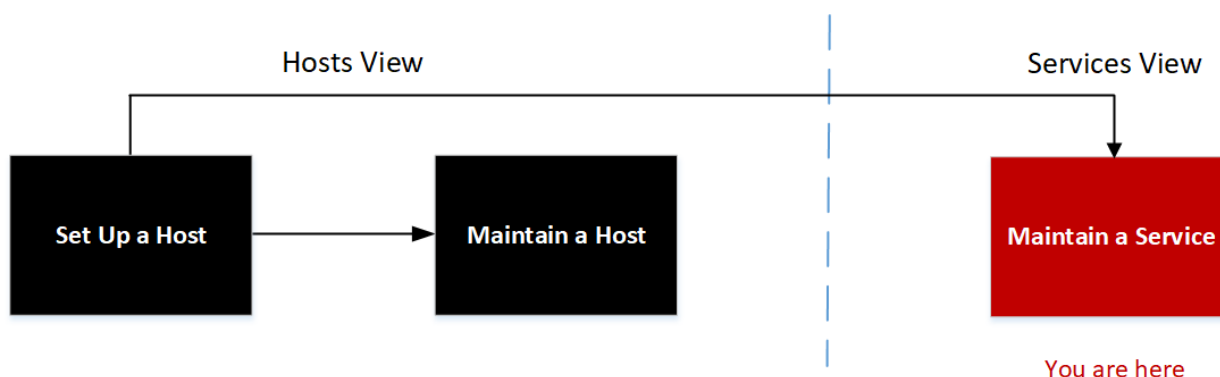 Hosts View
Services View
Set Up a Host
Maintain a Host
Maintain a Service
You are here